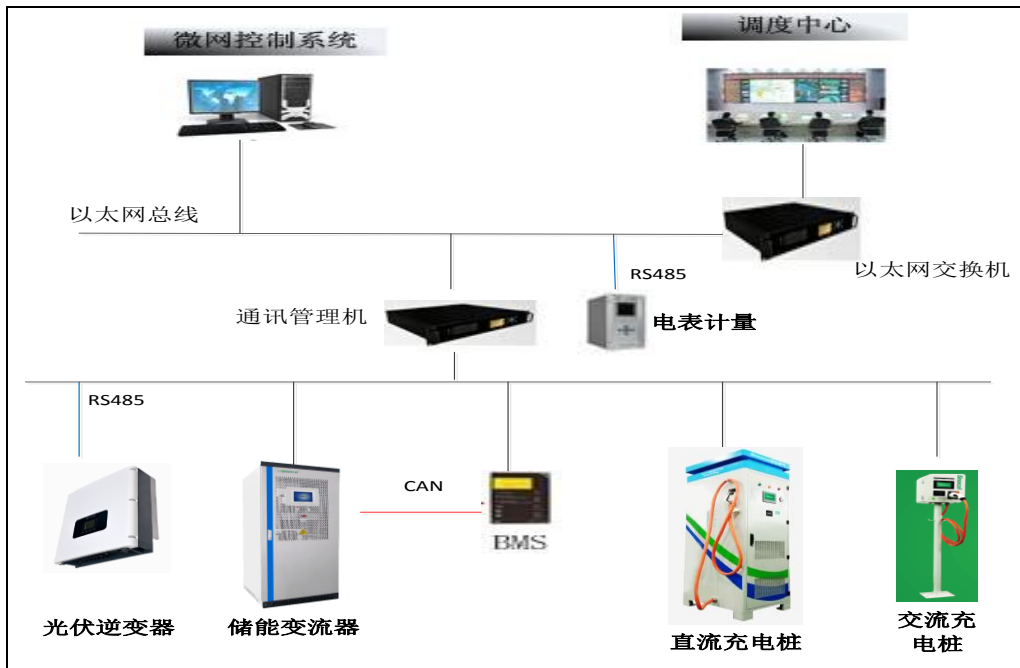 微网控制系统
调度中心
以太网总线
以太网交换机
RS485
通讯管理机
电表计量
RS485
CAN
BMS
光伏逆变器
储能变流器
直流充电桩
交流充
电桩